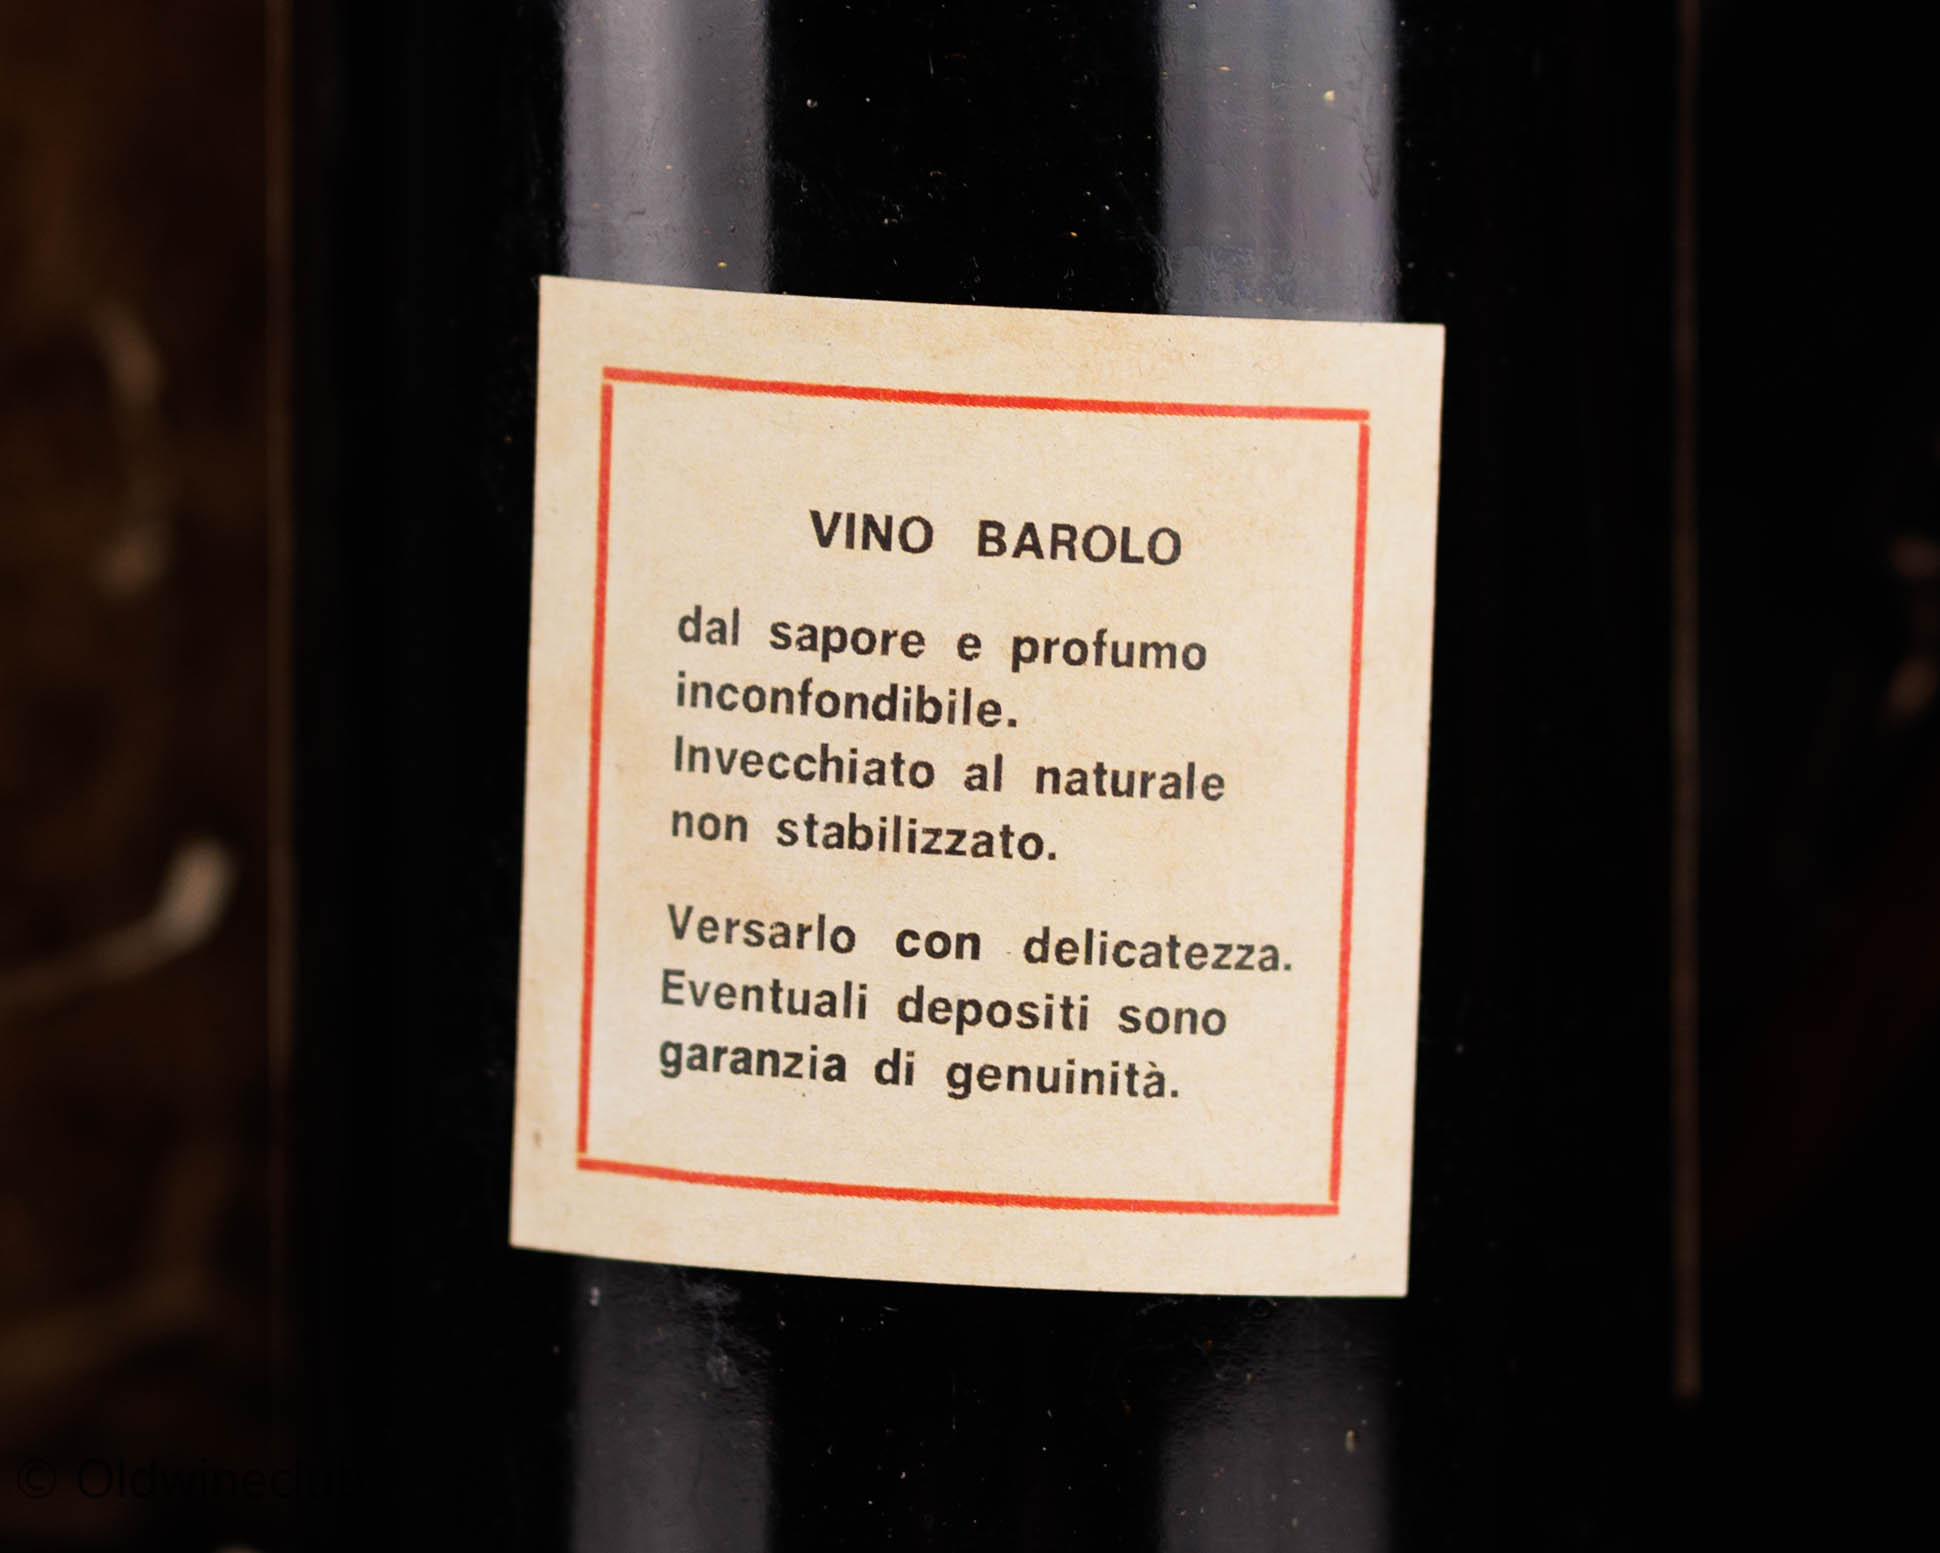 VINO BAROLO
dal sapore e profumo
inconfondibile.
Invecchiato al naturale
non stabilizzato.
Versarlo con delicatezza.
Eventuali depositi sono
garanzia di genuinità.
© Oldwineclub